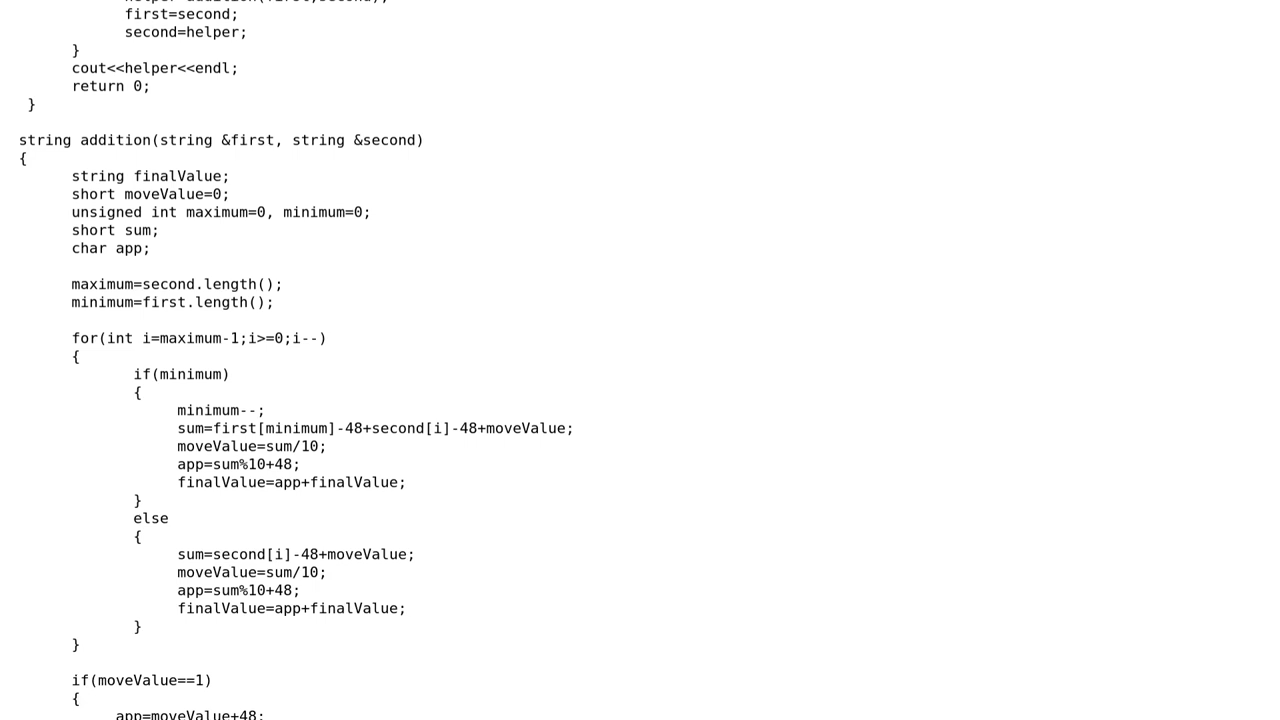 helper=addition(first,second);
first=second;
second=helper;
}
cout<<helper<<endl;
return 0;
}
string addition(string &first, string &second)
{
string finalValue;
short moveValue=0;
unsigned int maximum=0, minimum=0;
short sum;
char app;
maximum=second.length();
minimum=first.length();
for(int i=maximum-1;i>=0;i--)
{
if(minimum)
{
minimum--;
sum=first[minimum]-48+second[i]-48+moveValue;
moveValue=sum/10;
app=sum%10+48;
finalValue=app+finalValue;
}
else
{
sum=second[i]-48+moveValue;
moveValue=sum/10;
app=sum%10+48;
finalValue=app+finalValue;
}
}
if(moveValue==1)
{
app=moveValue+48;